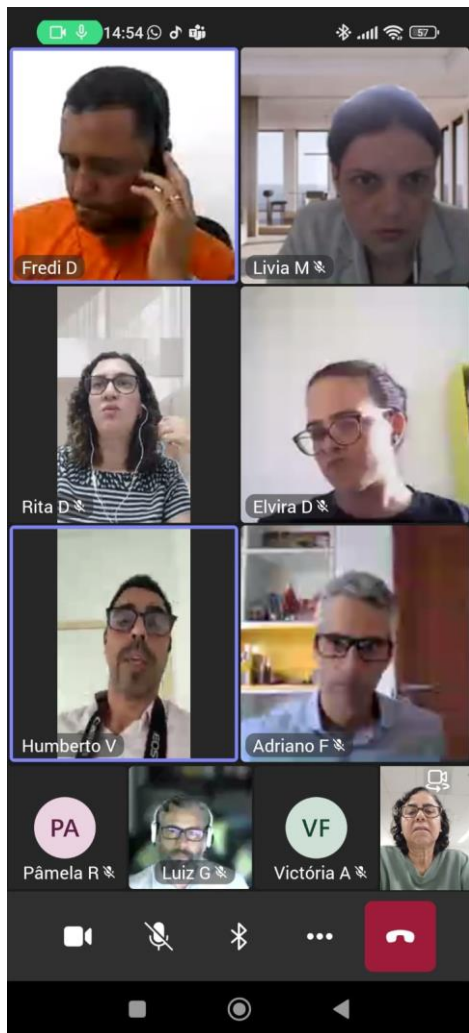 14:54
57
Fredi D
Livia M
Rita D
Elvira D
Humberto V
Adriano F
PA
Pâmela R
Luiz G
VF
Victória A